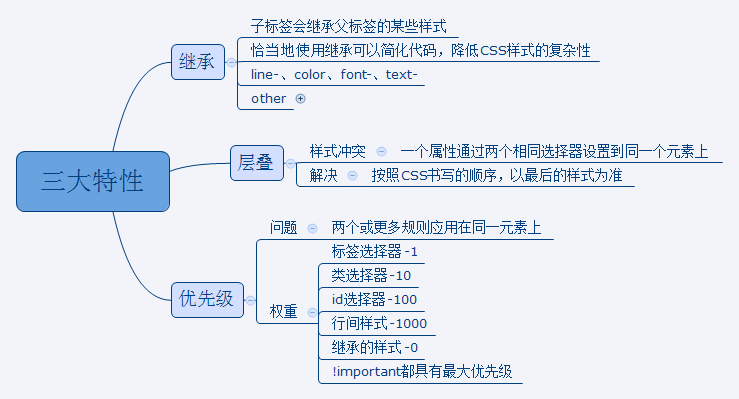 三大特性
继承
子标签会继承父标签的某些样式
恰当地使用继承可以简化代码，降低CSS样式的复杂性
line-、color、font-、text-
other
层叠
样式冲突
一个属性通过两个相同选择器设置到同一个元素上
解决
按照CSS书写的顺序，以最后的样式为准
优先级
问题
两个或更多规则应用在同一元素上
权重
标签选择器-1
类选择器-10
id选择器-100
行间样式-1000
继承的样式-0
!important都具有最大优先级